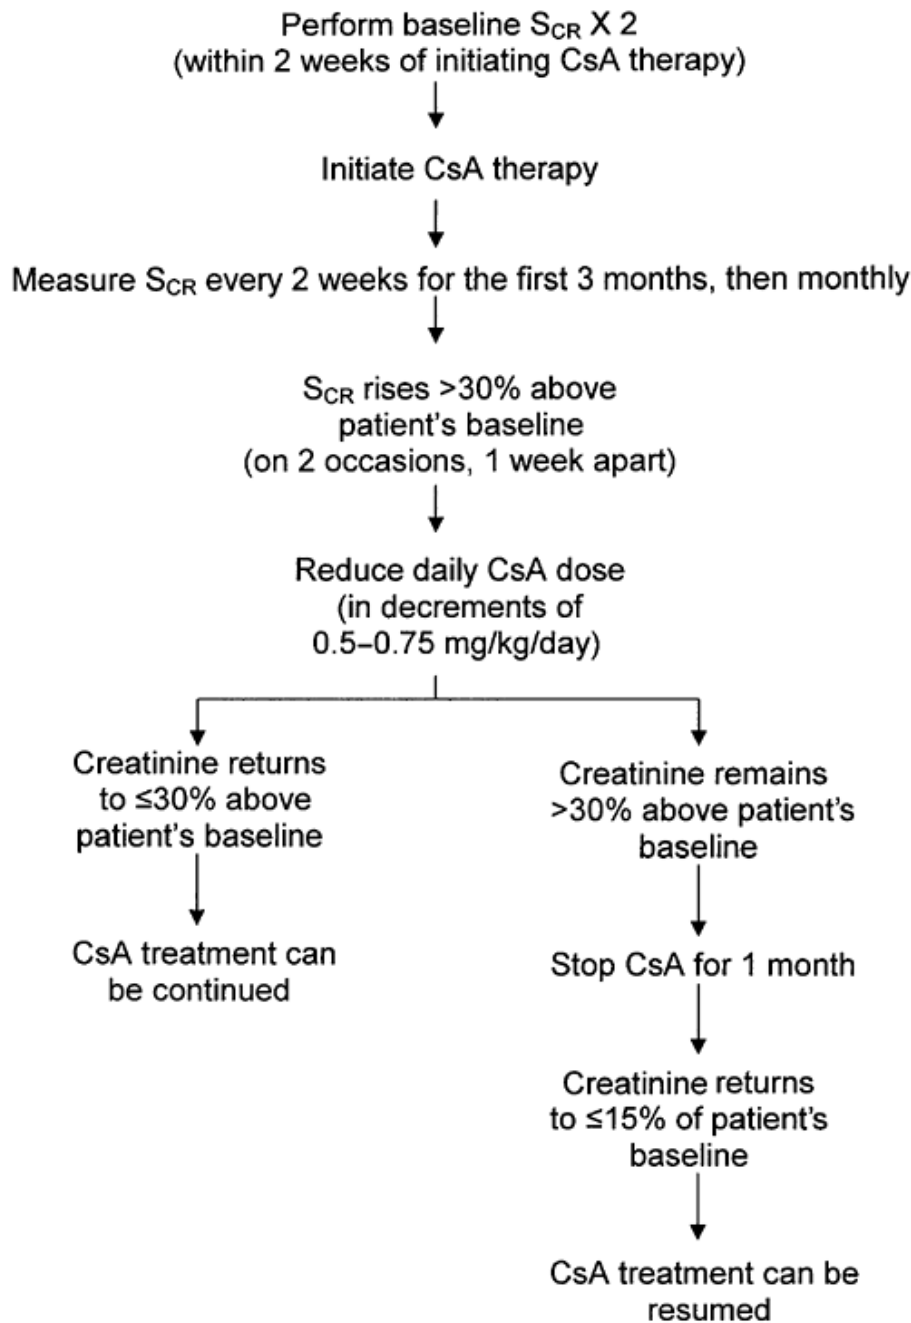 Perform baseline SCR X 2
(within 2 weeks of initiating CsA therapy)
Initiate CsA therapy
Measure SCR every 2 weeks for the first 3 months, then monthly
SCR rises >30% above
patient's baseline
(on 2 occasions, 1 week apart)
Reduce daily CsA dose
(in decrements of
0.5–0.75 mg/kg/day)
Creatinine returns
to ≤30% above
patient's baseline
CsA treatment can
be continued
Creatinine remains
>30% above patient's
baseline
Stop CsA for 1 month
Creatinine returns
to ≤15% of patient's
baseline
CsA treatment can be
resumed